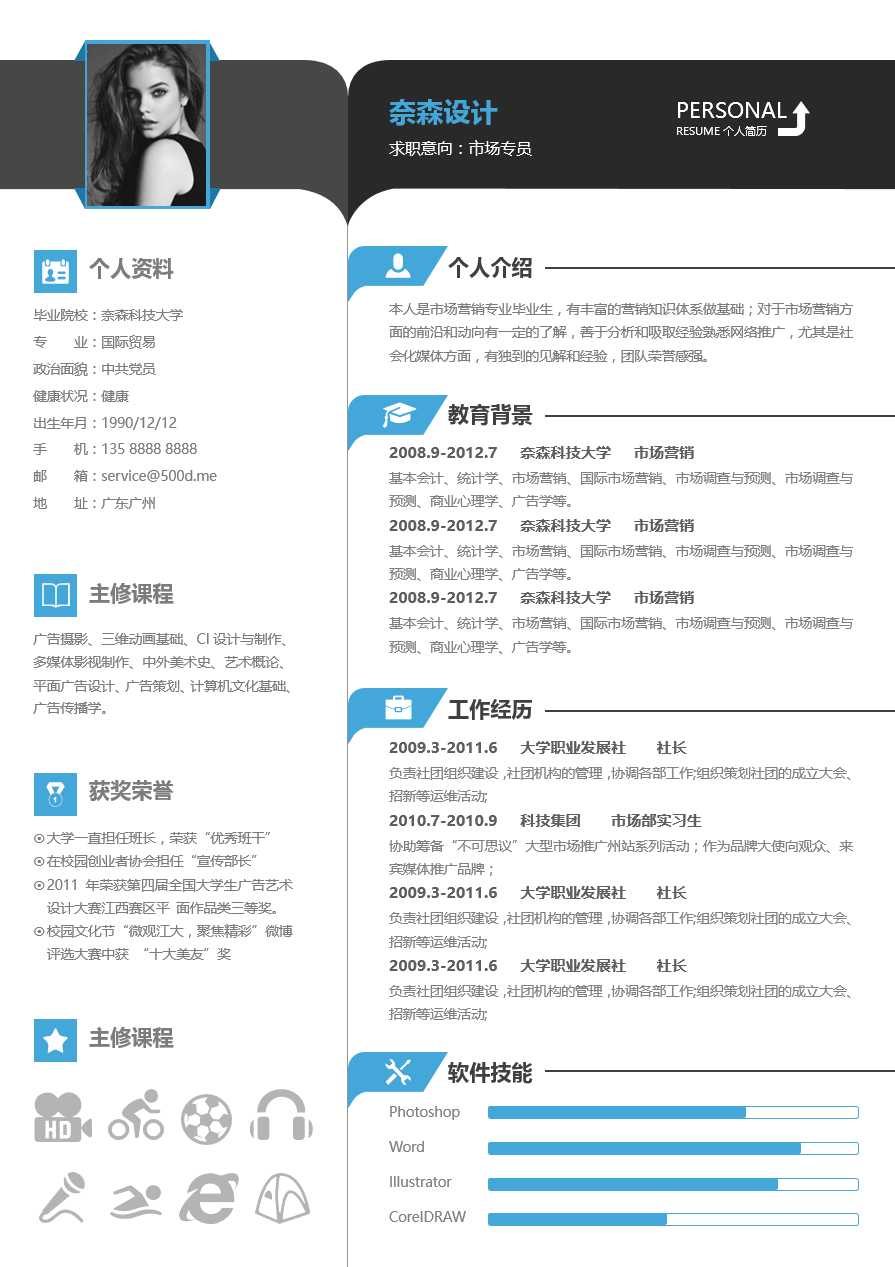 奈森设计
求职意向：市场专员
PERSONAL
RESUME 个人简历
个人资料
毕业院校：奈森科技大学
专　　业：国际贸易
政治面貌：中共党员
健康状况：健康
出生年月：1990/12/12
手　　机：135 8888 8888
邮　　箱：service@500d.me
地　　址：广东广州
主修课程
广告摄影、三维动画基础、CI 设计与制作、
多媒体影视制作、中外美术史、艺术概论、
平面广告设计、广告策划、计算机文化基础、
广告传播学。
获奖荣誉
1
⊙大学一直担任班长，荣获“优秀班干”
⊙在校园创业者协会担任“宣传部长”
⊙2011 年荣获第四届全国大学生广告艺术
设计大赛江西赛区平 面作品类三等奖。
⊙校园文化节“微观江大，聚焦精彩”微博
评选大赛中获 “十大美友”奖
主修课程
HD
个人介绍
本人是市场营销专业毕业生，有丰富的营销知识体系做基础；对于市场营销方
面的前沿和动向有一定的了解，善于分析和吸取经验熟悉网络推广，尤其是社
会化媒体方面，有独到的见解和经验，团队荣誉感强。
教育背景
2008.9-2012.7 奈森科技大学 市场营销
基本会计、统计学、市场营销、国际市场营销、市场调查与预测、市场调查与
预测、商业心理学、广告学等。
2008.9-2012.7 奈森科技大学 市场营销
基本会计、统计学、市场营销、国际市场营销、市场调查与预测、市场调查与
预测、商业心理学、广告学等。
2008.9-2012.7 奈森科技大学 市场营销
基本会计、统计学、市场营销、国际市场营销、市场调查与预测、市场调查与
预测、商业心理学、广告学等。
工作经历
2009.3-2011.6 大学职业发展社 社长
负责社团组织建设,社团机构的管理,协调各部工作;组织策划社团的成立大会、
招新等运维活动;
2010.7-2010.9 科技集团 市场部实习生
协助筹备“不可思议”大型市场推广州站系列活动；作为品牌大使向观众、来
宾媒体推广品牌；
2009.3-2011.6 大学职业发展社 社长
负责社团组织建设,社团机构的管理,协调各部工作;组织策划社团的成立大会、
招新等运维活动;
2009.3-2011.6 大学职业发展社 社长
负责社团组织建设,社团机构的管理,协调各部工作;组织策划社团的成立大会、
招新等运维活动;
软件技能
Photoshop
Word
Illustrator
CorelDRAW